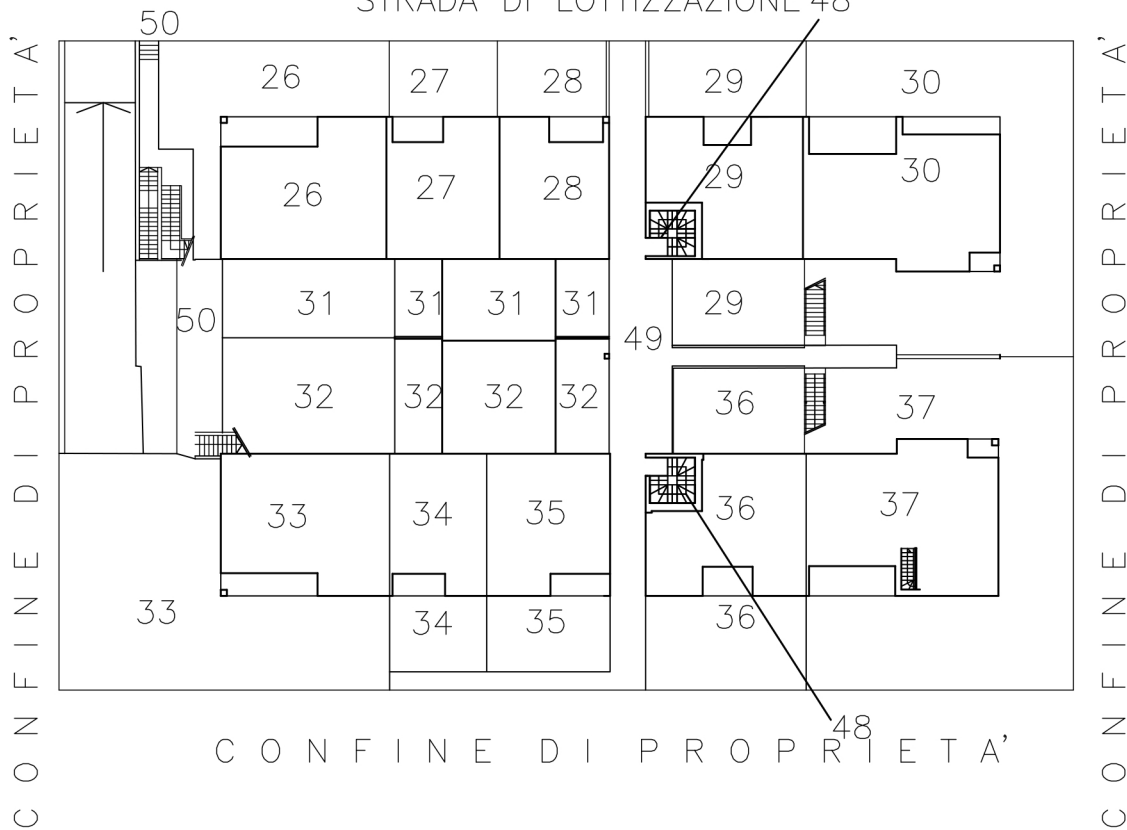 STRADA DI LOTTIZZAZIONE 48
50
CONFINE DI PROPRIETA'
CONFINE DI PROPRIETA'
26 27 28 29 30
26 27 28 29 30
31 31 31 31 29
50
49
32 32 32 32 36 37
33 34 35 36 37
33 34 35 36
48
CONFINE DI PROPRIETA'